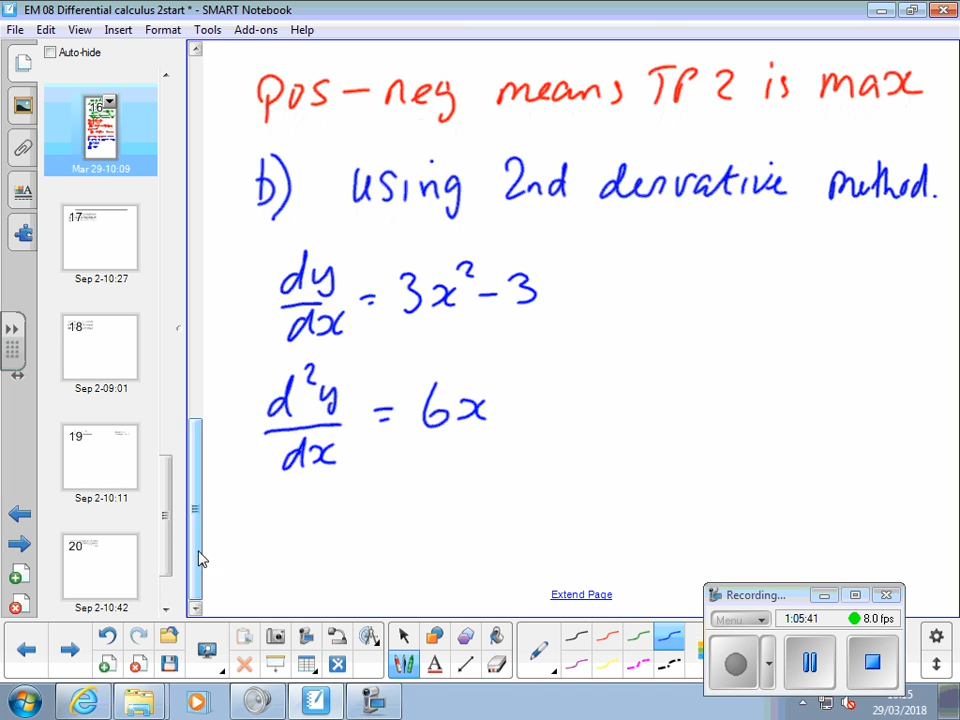 EM 08 Differential calculus 2start * - SMART Notebook
File Edit View Insert Format Tools Add-ons Help
Auto-hide
16
Mar 29-10:09
17
Sep 2-10:27
18
Sep 2-09:01
19
Sep 2-10:11
20
Sep 2-10:42
pos - neg means TP 2 is max
b) using 2nd dervative method.
dy/dx = 3x² - 3
d²y/dx = 6x
Extend Page
Recording...
Menu
1:05:41
8.0 fps
A
29/03/2018